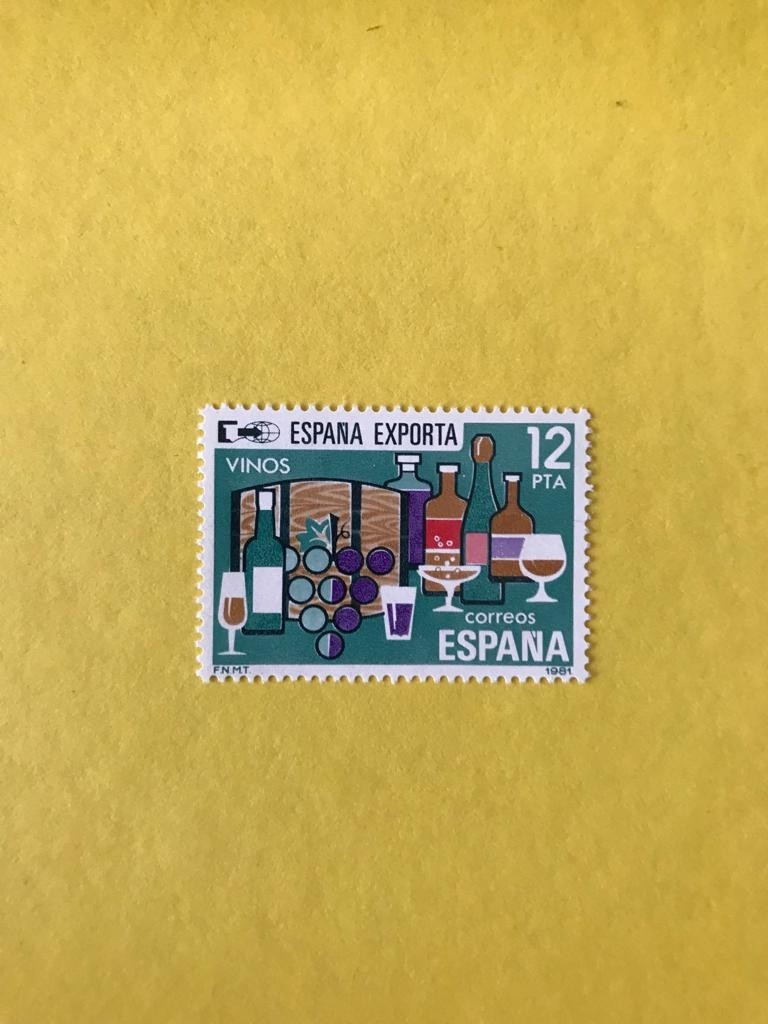 ESPAÑA EXPORTA
12
PTA
VINOS
correos
ESPAÑA
F.N.M.T.
1981